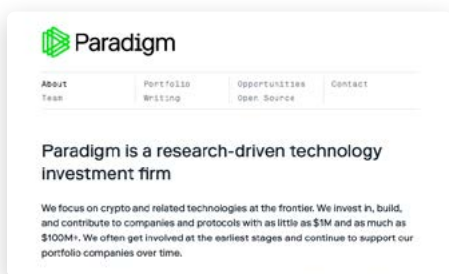 Paradigm
About Portfolio Opportunities Contact
Team Writing Open Source
Paradigm is a research-driven technology
investment firm
We focus on crypto and related technologies at the frontier. We invest in, build,
and contribute to companies and protocols with as little as $1M and as much as
$100M+. We often get involved at the earliest stages and continue to support our
portfolio companies over time.